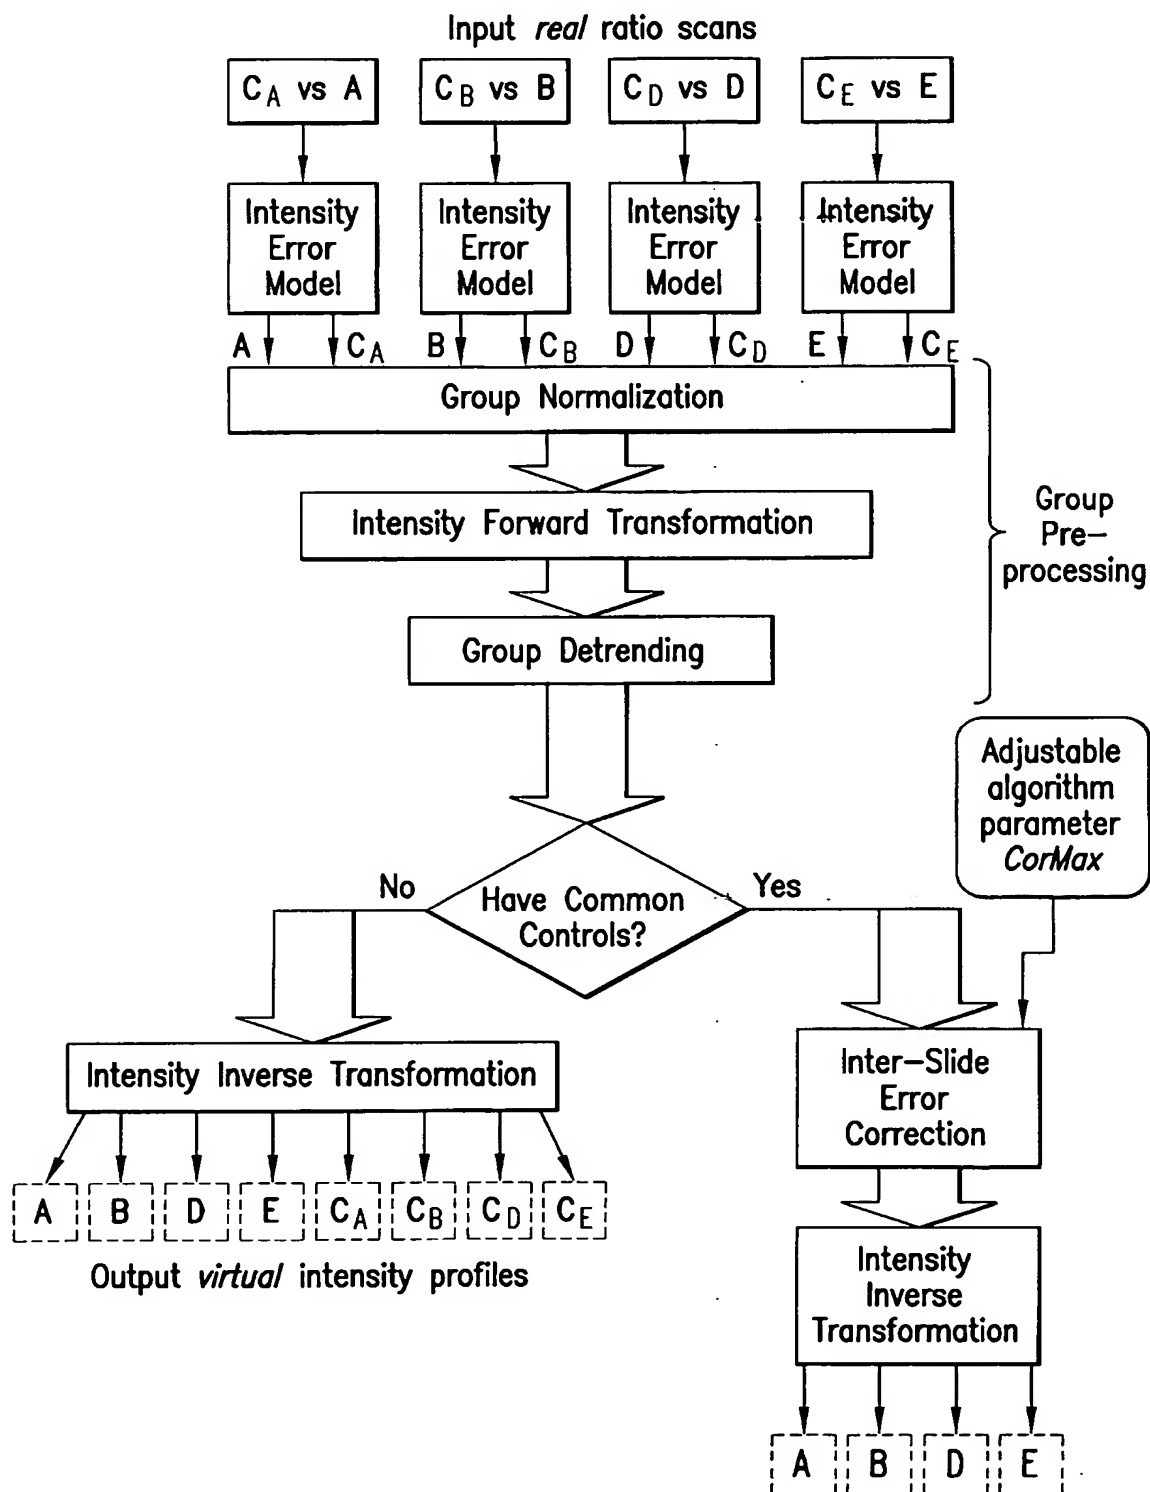 Input real ratio scans
CA vs A
CB vs B
CD vs D
CE vs E
Intensity
Error
Model
Intensity
Error
Model
Intensity
Error
Model
Intensity
Error
Model
A
CA
B
CB
D
CD
E
CE
Group Normalization
Intensity Forward Transformation
Group Detrending
Group
Pre-
processing
Adjustable
algorithm
parameter
CorMax
No
Have Common
Controls?
Yes
Intensity Inverse Transformation
A
B
D
E
CA
CB
CD
CE
Output virtual intensity profiles
Inter-Slide
Error
Correction
Intensity
Inverse
Transformation
A
B
D
E